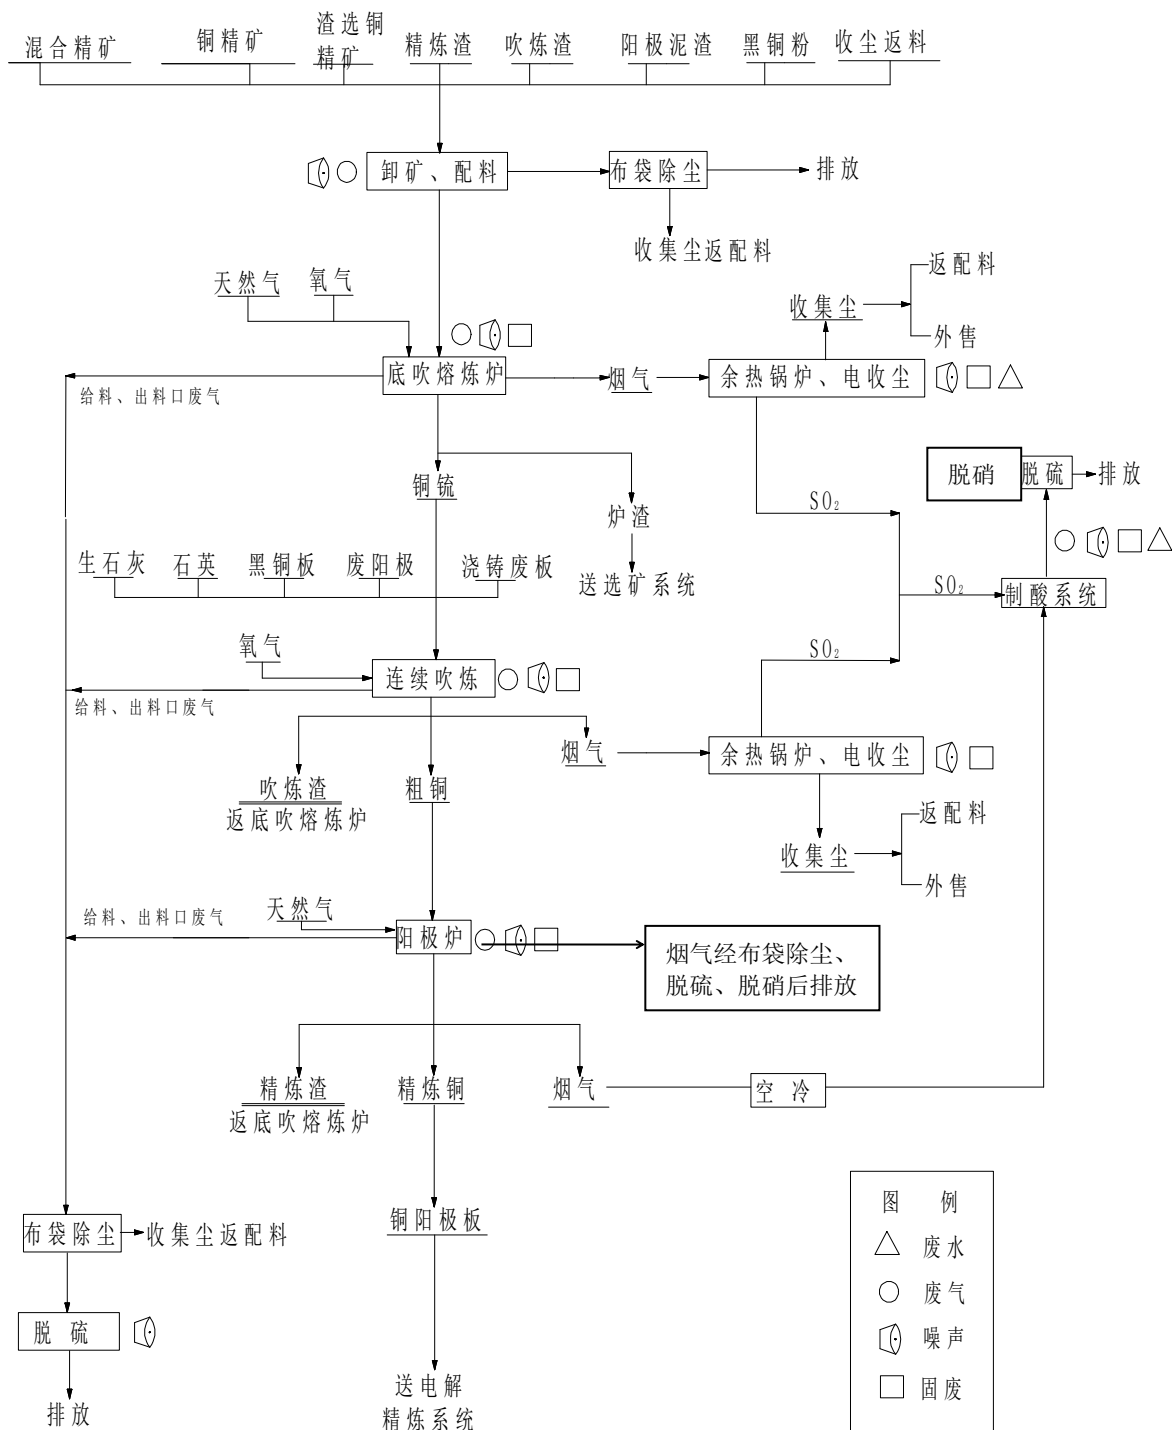 混合精矿
铜精矿
渣选铜
精矿
精炼渣
吹炼渣
阳极泥渣
黑铜粉
收尘返料
卸矿、配料
布袋除尘
排放
收集尘返配料
天然气
氧气
收集尘
返配料
外售
底吹熔炼炉
烟气
余热锅炉、电收尘
给料、出料口废气
铜锍
炉渣
送选矿系统
SO₂
脱硝
脱硫
排放
生石灰
石英
黑铜板
废阳极
浇铸废板
SO₂
制酸系统
氧气
连续吹炼
SO₂
给料、出料口废气
烟气
余热锅炉、电收尘
吹炼渣
返底吹熔炼炉
粗铜
收集尘
返配料
外售
给料、出料口废气
天然气
阳极炉
烟气经布袋除尘、
脱硫、脱硝后排放
精炼渣
返底吹熔炼炉
精炼铜
烟气
空冷
布袋除尘
收集尘返配料
铜阳极板
脱硫
排放
送电解
精炼系统
图例
废水
废气
噪声
固废